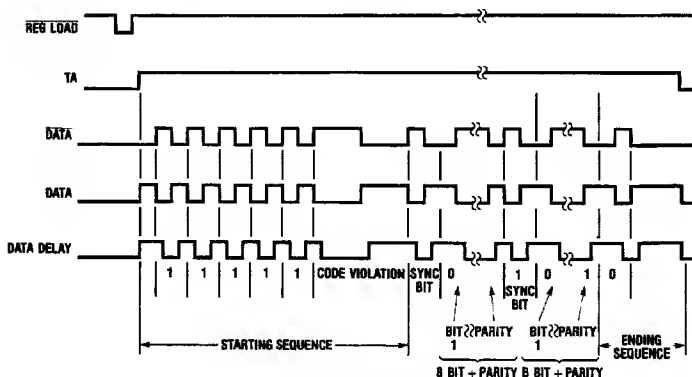 REG LOAD
TA
DATA
DATA
DATA DELAY
1 1 1 1 1 CODE VIOLATION SYNC BIT 0 1 0 1 0
SYNC BIT
BIT 1 PARITY BIT 1 PARITY
STARTING SEQUENCE
ENDING SEQUENCE
8 BIT + PARITY 8 BIT + PARITY